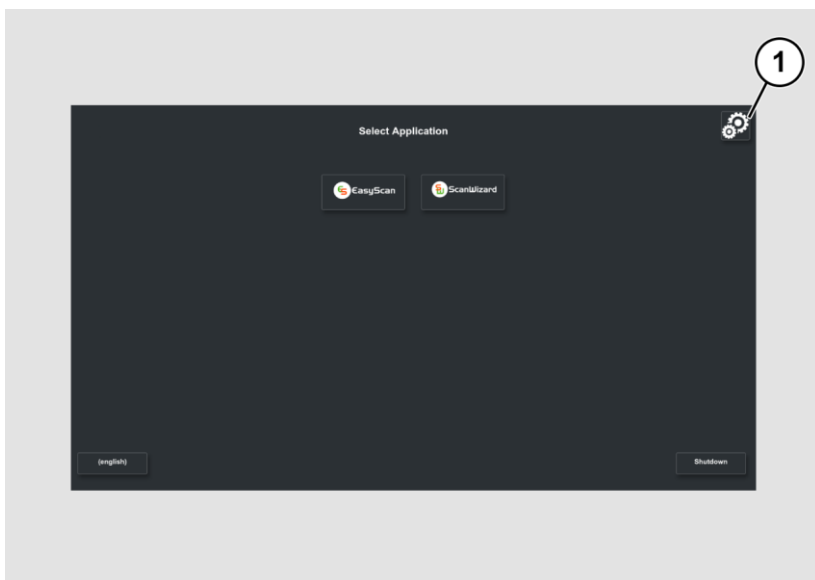 1
Select Application
EasyScan
ScanWizard
(english)
Shutdown